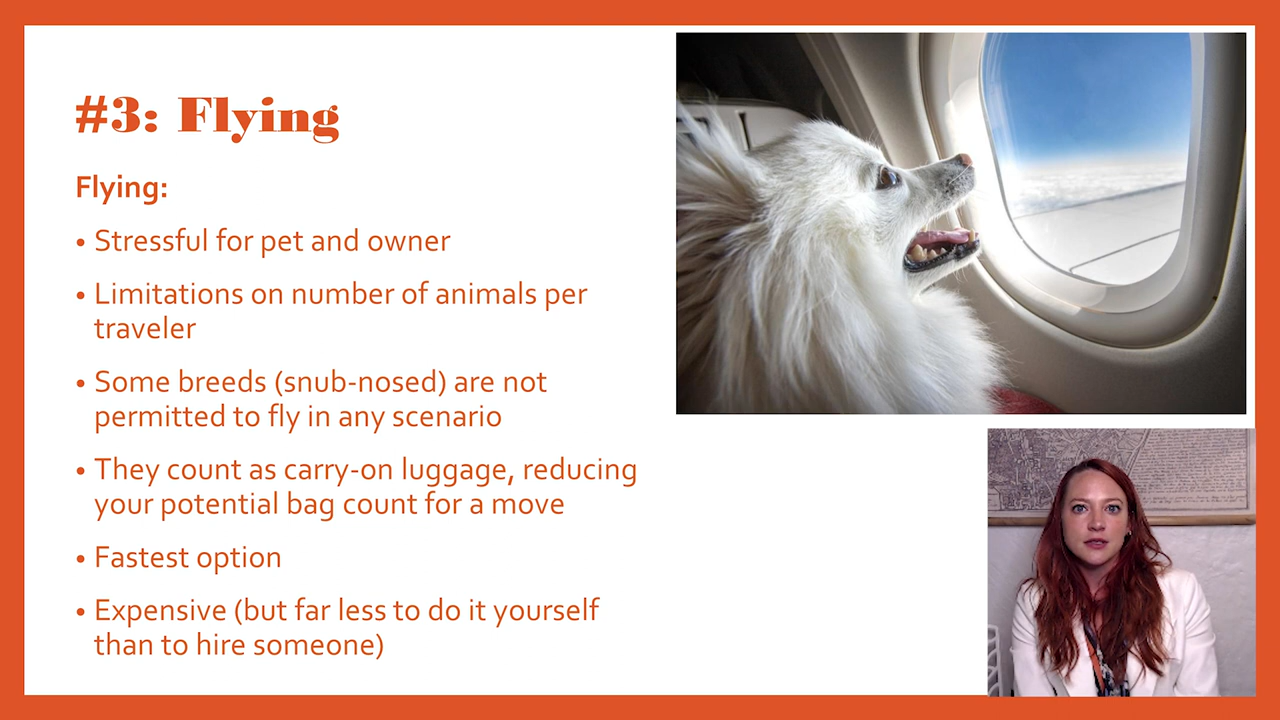 #3: Flying
Flying:
• Stressful for pet and owner
• Limitations on number of animals per
traveler
• Some breeds (snub-nosed) are not
permitted to fly in any scenario
• They count as carry-on luggage, reducing
your potential bag count for a move
• Fastest option
• Expensive (but far less to do it yourself
than to hire someone)